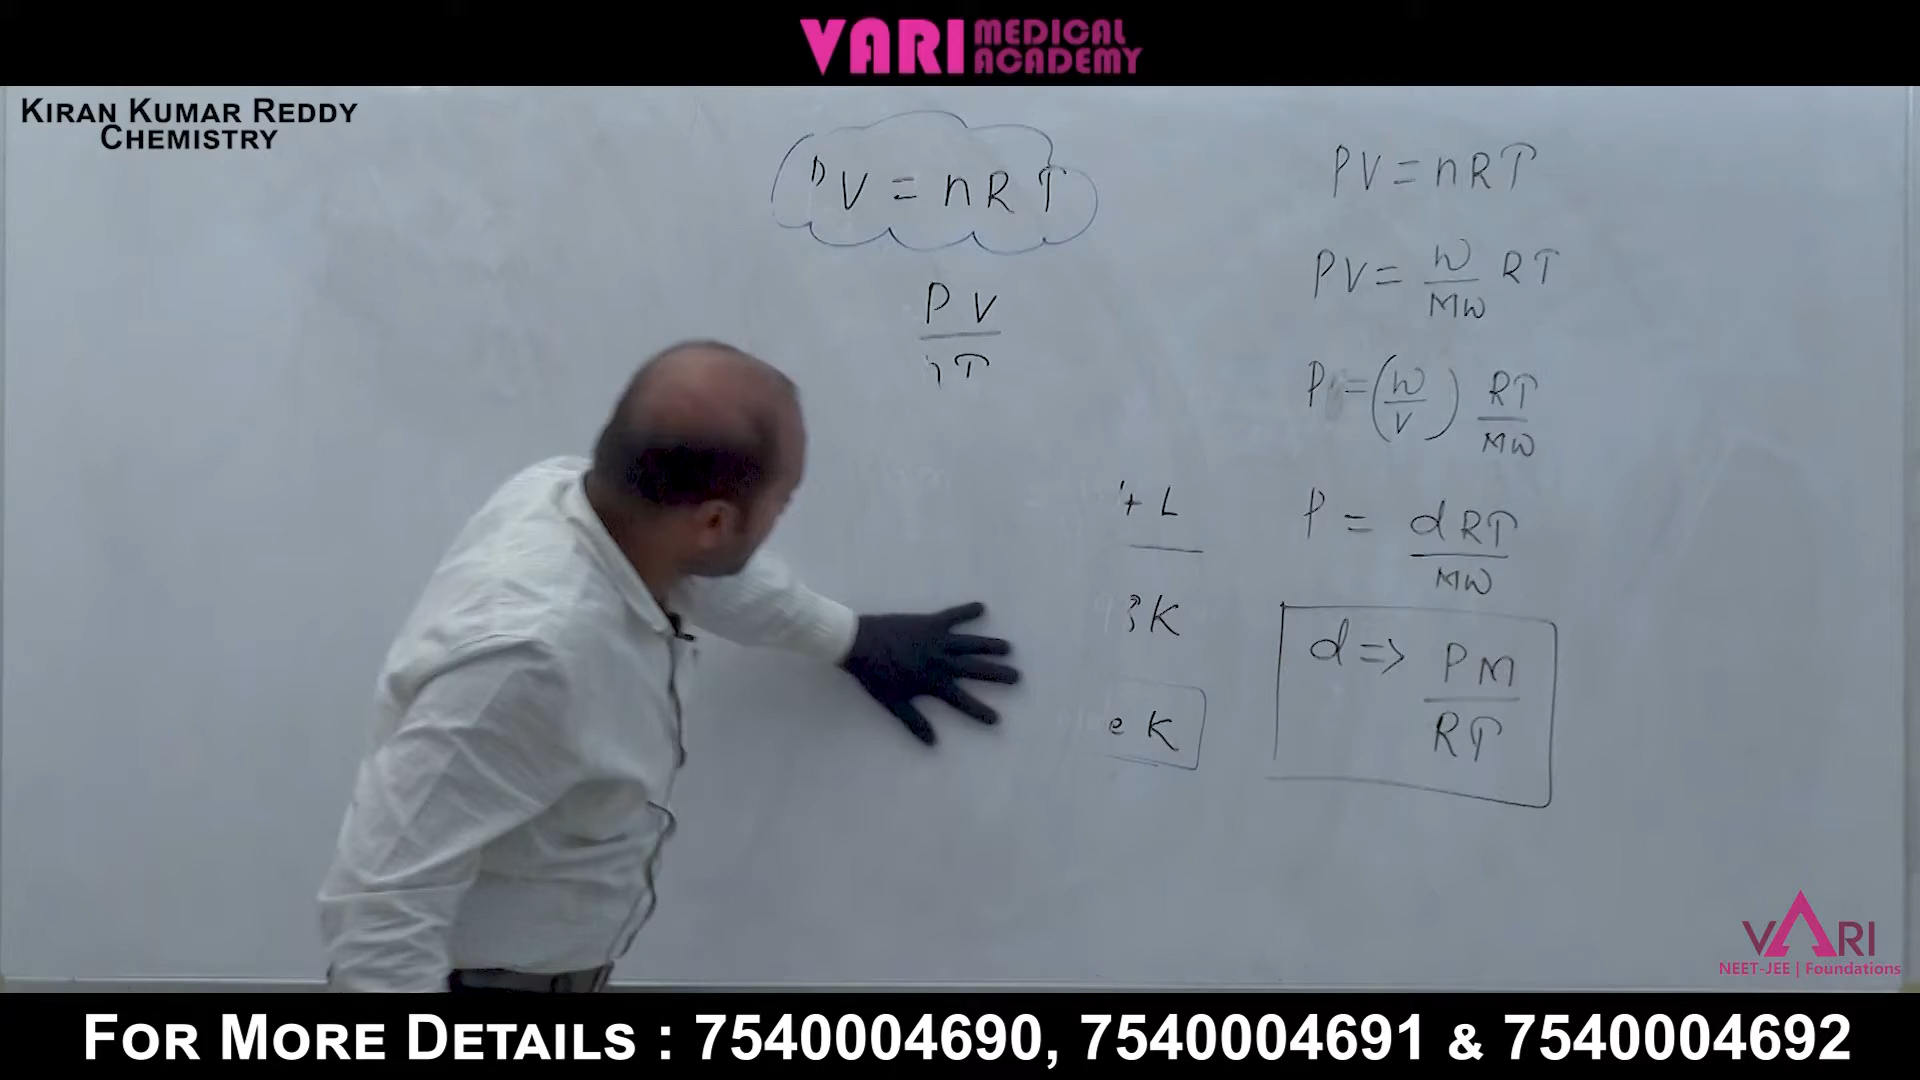 VARI MEDICAL ACADEMY
KIRAN KUMAR REDDY
CHEMISTRY
V = nRT
PV
T
L
K
K
PV = nRT
PV = W/MW RT
P = (W/V) RT/MW
P = dRT/MW
d => PM/RT
VARI
NEET-JEE | Foundations
FOR MORE DETAILS : 7540004690, 7540004691 & 7540004692